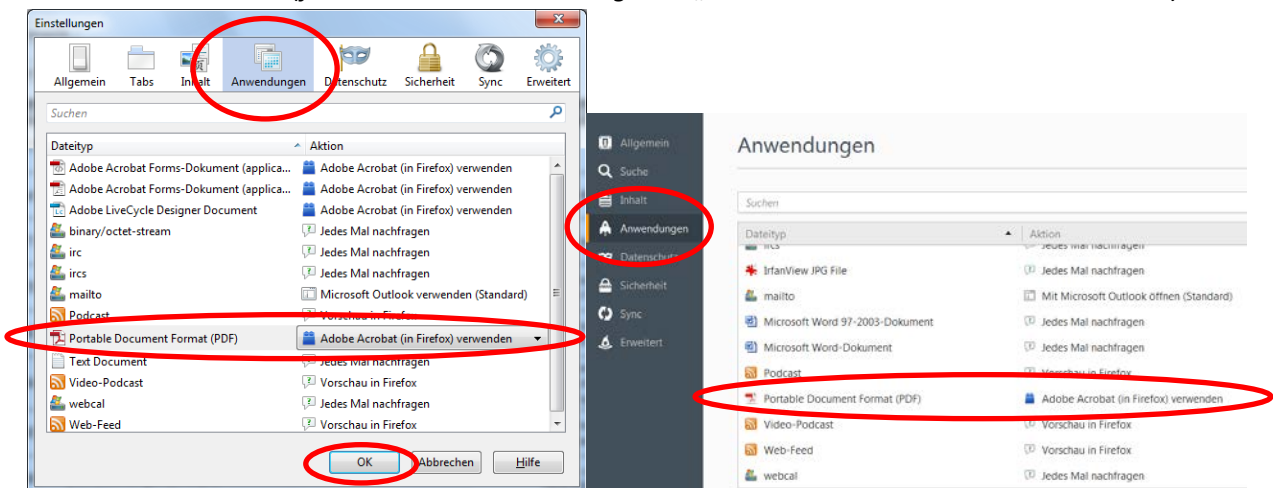 Einstellungen
Allgemein Tabs Inhalt Anwendungen Datenschutz Sicherheit Sync Erweitert
Suchen
Dateityp Aktion
Adobe Acrobat Forms-Dokument (applica... Adobe Acrobat (in Firefox) verwenden
Adobe Acrobat Forms-Dokument (applica... Adobe Acrobat (in Firefox) verwenden
Adobe LiveCycle Designer Document Adobe Acrobat (in Firefox) verwenden
binary/octet-stream Jedes Mal nachfragen
irc Jedes Mal nachfragen
ircs Jedes Mal nachfragen
mailto Microsoft Outlook verwenden (Standard)
Podcast Vorschau in Firefox
Portable Document Format (PDF) Adobe Acrobat (in Firefox) verwenden
Text Document Jedes Mal nachfragen
Video-Podcast Vorschau in Firefox
webcal Jedes Mal nachfragen
Web-Feed Vorschau in Firefox
OK Abbrechen Hilfe
Allgemein
Suche
Inhalt
Anwendungen
Datenschutz
Sicherheit
Sync
Erweitert
Anwendungen
Suchen
Dateityp Aktion
ircs Jedes Mal nachfragen
IrfanView JPG File Jedes Mal nachfragen
mailto Mit Microsoft Outlook öffnen (Standard)
Microsoft Word 97-2003-Dokument Jedes Mal nachfragen
Microsoft Word-Dokument Jedes Mal nachfragen
Podcast Vorschau in Firefox
Portable Document Format (PDF) Adobe Acrobat (in Firefox) verwenden
Video-Podcast Vorschau in Firefox
Web-Feed Vorschau in Firefox
webcal Jedes Mal nachfragen